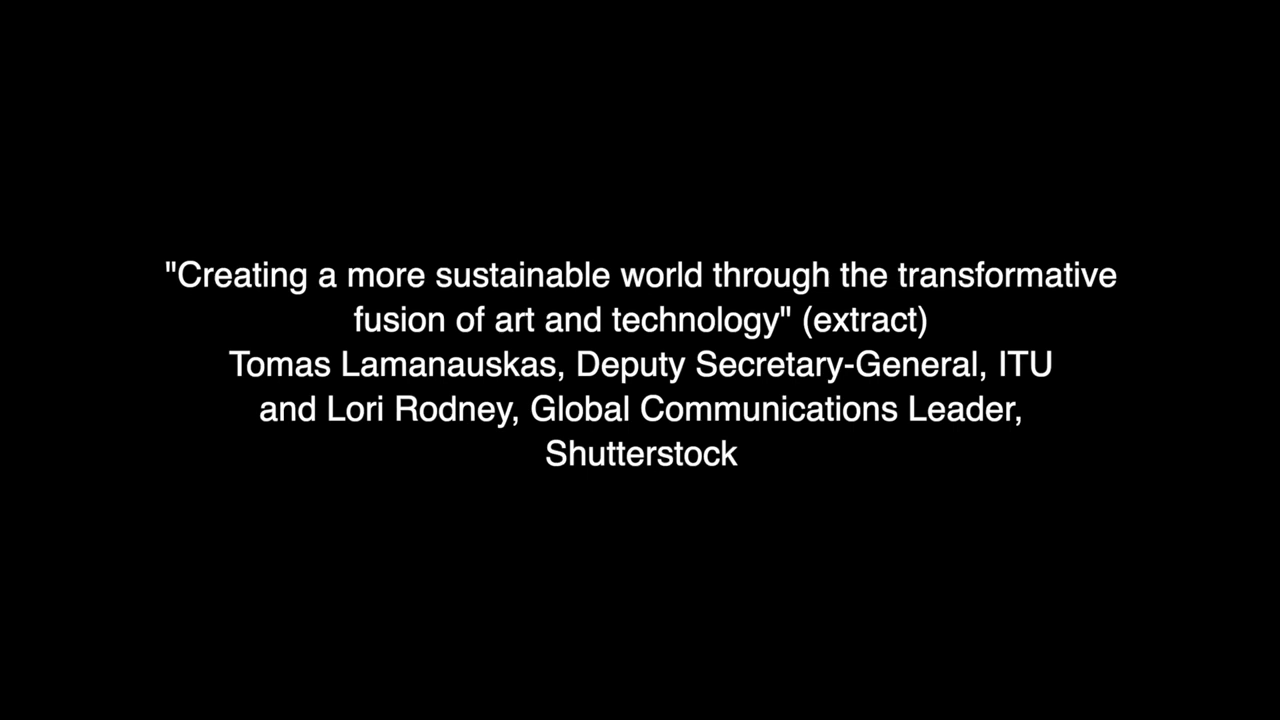 "Creating a more sustainable world through the transformative
fusion of art and technology" (extract)
Tomas Lamanauskas, Deputy Secretary-General, ITU
and Lori Rodney, Global Communications Leader,
Shutterstock